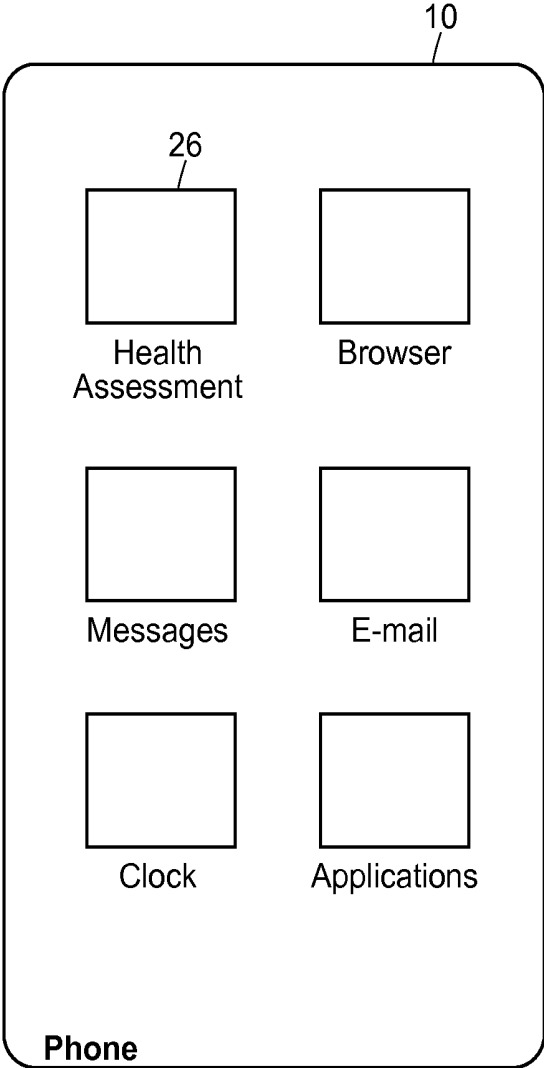 10
26
Health
Assessment
Browser
Messages
E-mail
Clock
Applications
Phone